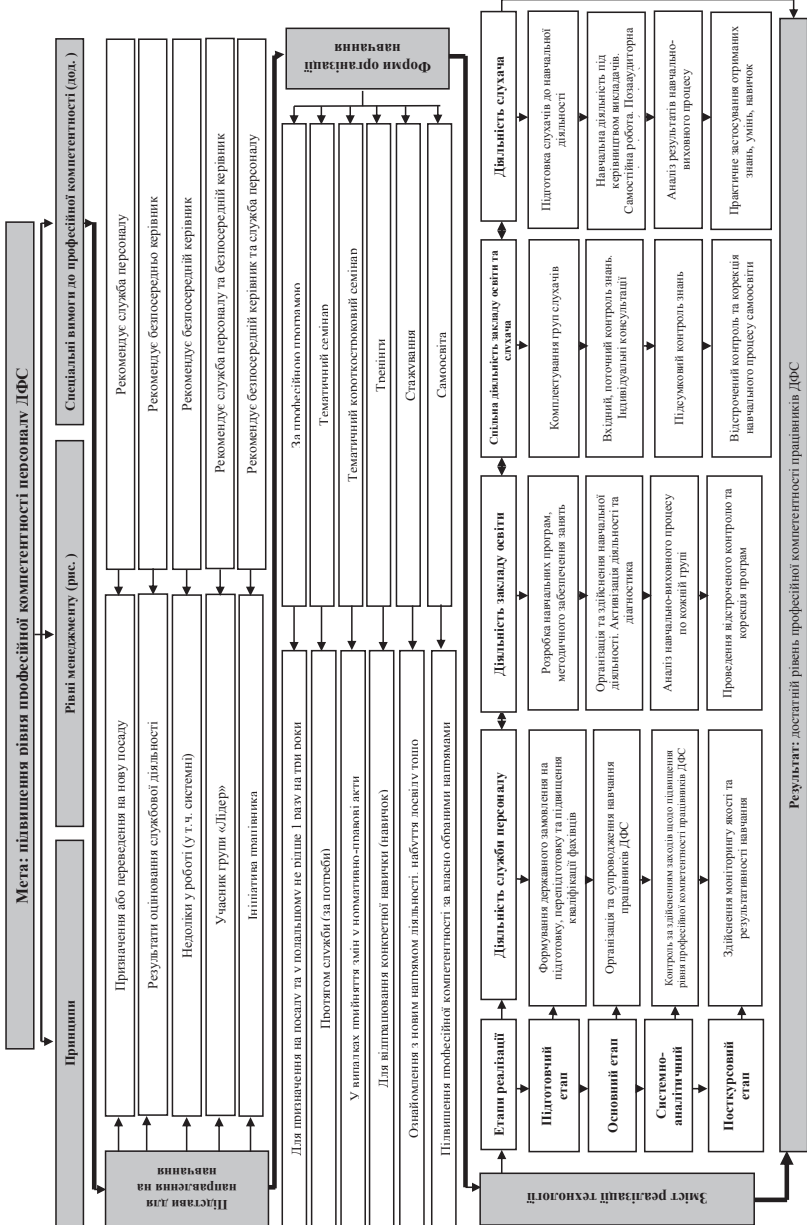 Мета: підвищення рівня професійної компетентності персоналу ДФС
Принципи
Рівні менеджменту (рис. )
Спеціальні вимоги до професійної компетентності (дод. )
Підстави для
направлення на
навчання
Призначення або переведення на нову посаду
Рекомендує служба персоналу
Результати оцінювання службової діяльності
Рекомендує безпосередньо керівник
Недоліки у роботі (у т.ч. системні)
Рекомендує безпосередній керівник
Учасник групи «Лідер»
Рекомендує служба персоналу та безпосередній керівник
Ініціатива працівника
Рекомендує безпосередній керівник та служба персоналу
Форми організації
навчання
Для призначення на посаду та у подальшому не рідше 1 разу на три роки
За професійною програмою
Протягом служби (за потреби)
Тематичний семінар
У випадках прийняття змін у нормативно-правові акти
Тематичний короткостроковий семінар
Для відпрацювання конкретної навички (навичок)
Тренінги
Ознайомлення з новим напрямом діяльності, набуття досвіду тощо
Стажування
Підвищення професійної компетентності за власно обраними напрямами
Самоосвіта
Зміст реалізації технології
Етапи реалізації
Діяльність служби персоналу
Діяльність закладу освіти
Спільна діяльність закладу освіти та
слухача
Діяльність слухача
Підготовчий
етап
Формування державного замовлення на
підготовку, перепідготовку та підвищення
кваліфікації фахівців
Розробка навчальних програм,
методичного забезпечення занять
Комплектування груп слухачів
Підготовка слухачів до навчальної
діяльності
Основний етап
Організація та супроводження навчання
працівників ДФС
Організація та здійснення навчальної
діяльності. Активізація діяльності та
діагностика
Вхідний, поточний контроль знань.
Індивідуальні консультації
Навчальна діяльність під
керівництвом викладачів.
Самостійна робота. Позааудиторна
Системно-
аналітичний
Контроль за здійсненням заходів щодо підвищення
рівня професійної компетентності працівників ДФС
Аналіз навчально-виховного процесу
по кожній групі
Підсумковий контроль знань
Аналіз результатів навчально-
виховного процесу
Посткурсовий
етап
Здійснення моніторингу якості та
результативності навчання
Проведення відстроченого контролю та
корекція програм
Відстрочений контроль та корекція
навчального процесу самоосвіти
Практичне застосування отриманих
знань, умінь, навичок
Результат: достатній рівень професійної компетентності працівників ДФС